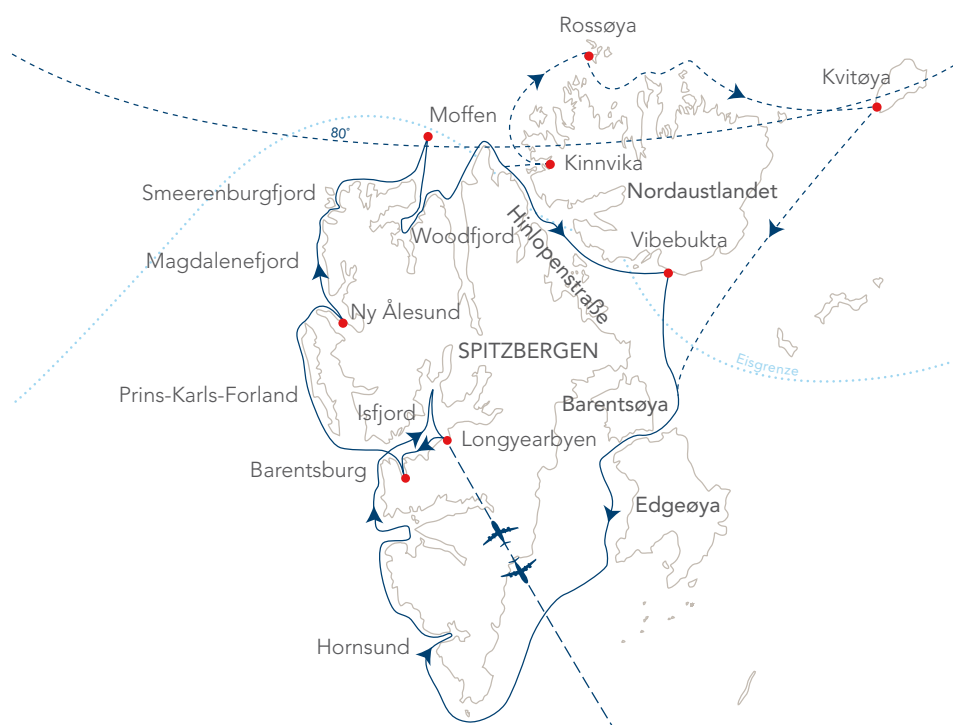 Rossøya
Kvitøya
Moffen
80°
Kinnvika
Smeerenburgfjord
Nordaustlandet
Woodfjord
Hinlopenstraße
Vibebukta
Magdalenefjord
Ny Ålesund
SPITZBERGEN
Eisgrenze
Prins-Karls-Forland
Isfjord
Barentsøya
Longyearbyen
Barentsburg
Edgeøya
Hornsund